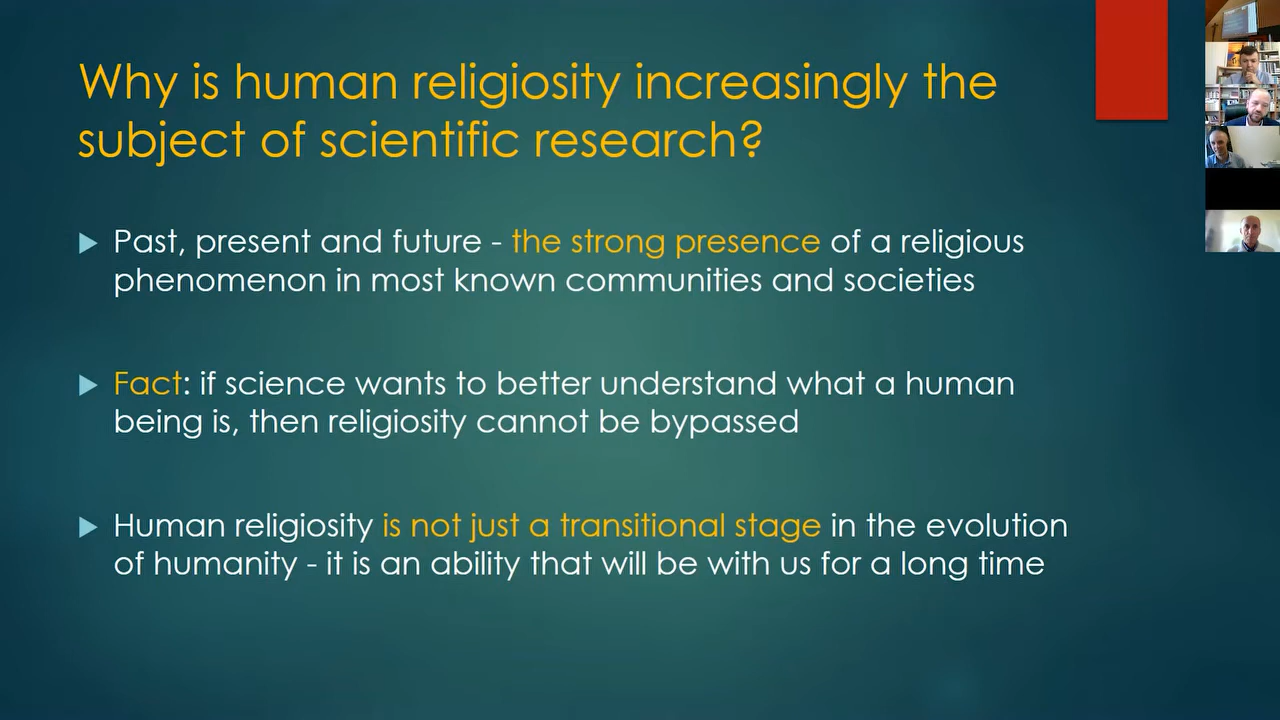 Why is human religiosity increasingly the
subject of scientific research?
Past, present and future - the strong presence of a religious
phenomenon in most known communities and societies
Fact: if science wants to better understand what a human
being is, then religiosity cannot be bypassed
Human religiosity is not just a transitional stage in the evolution
of humanity - it is an ability that will be with us for a long time